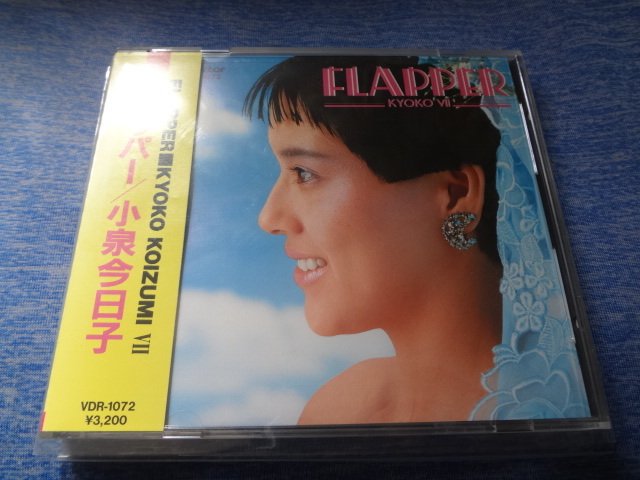 FLAPPER
KYOKO VII
FLAPPER KYOKO KOIZUMI VII
パー/小泉今日子
VDR-1072
¥3,200